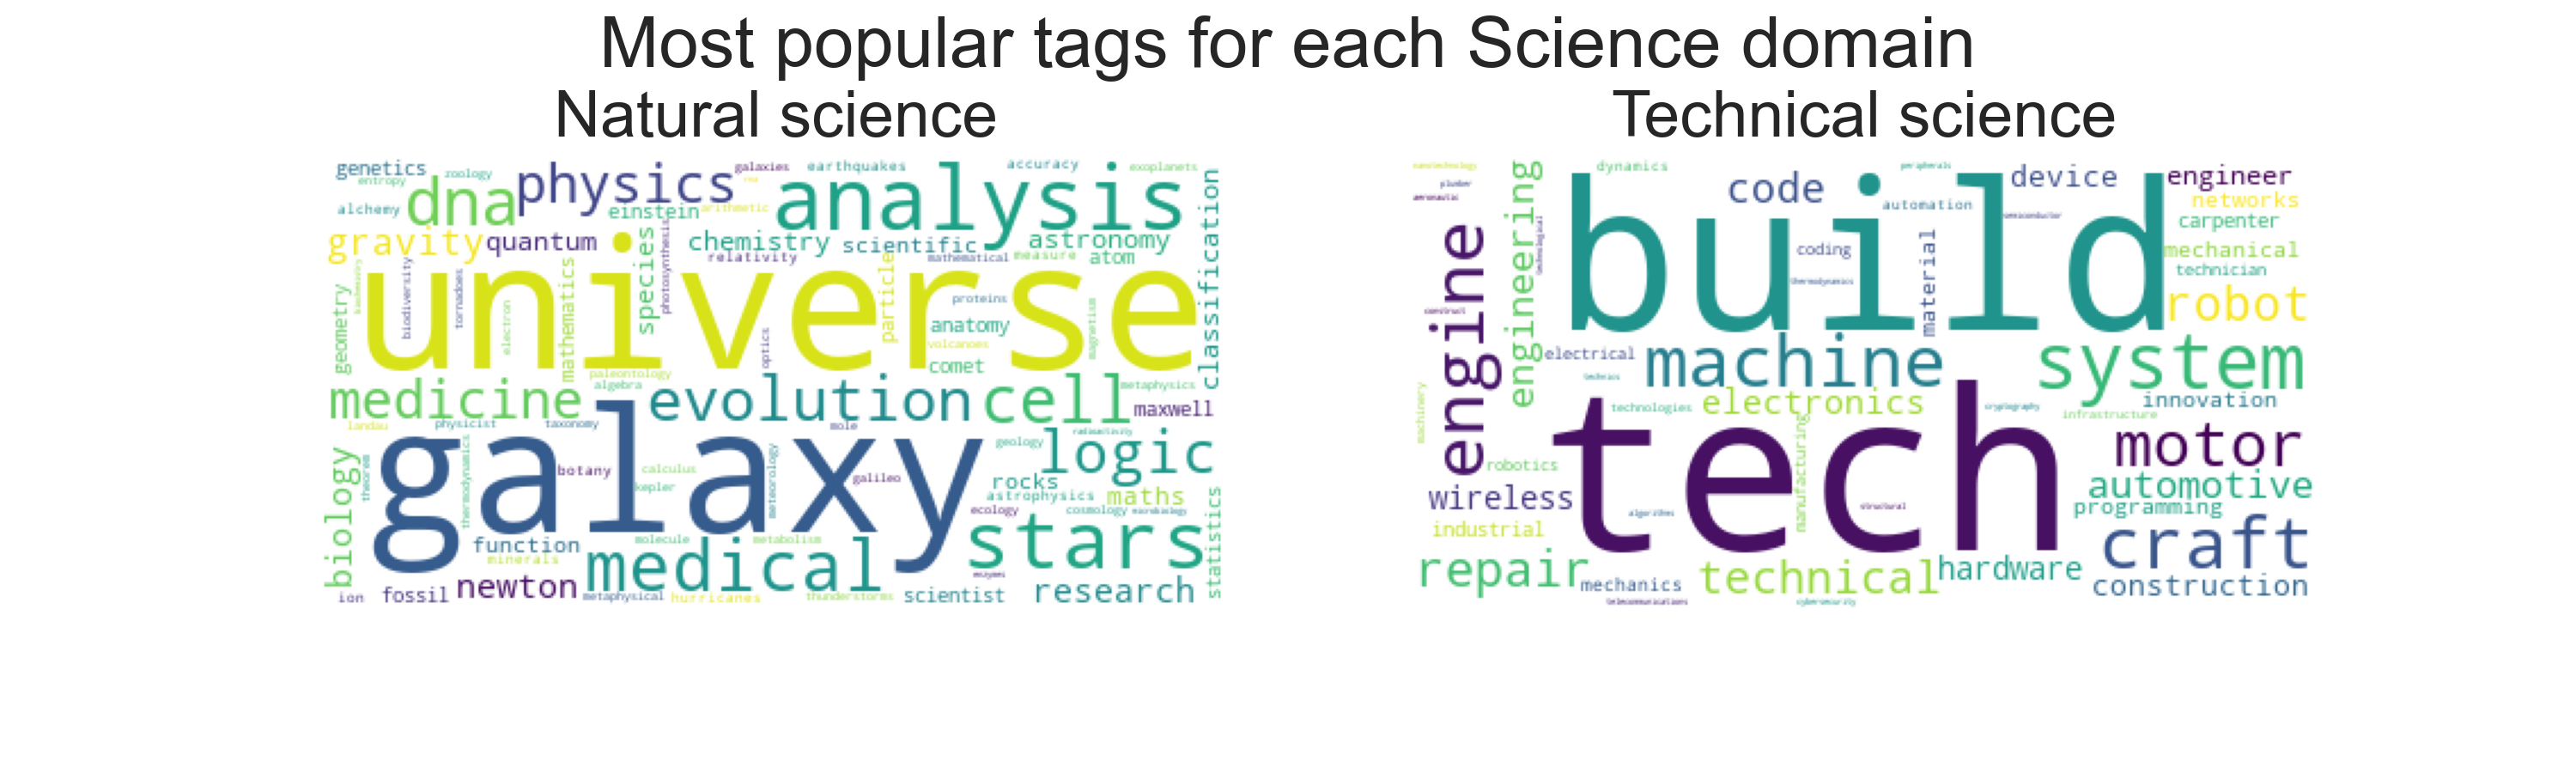 Most popular tags for each Science domain
Natural science
genetics
zoology
entropy
physics
galaxies
earthquakes
accuracy
exoplanets
analysis
dna
alchemy
einstein
arithmetic
gravity
quantum
species
photosynthesis
chemistry
scientific
astronomy
relativity
particle
mathematical
measure
atom
classification
universe
geometry
biodiversity
tornadoes
electron
mathematics
optics
proteins
anatomy
volcanoes
magnetism
comet
paleontology
algebra
metaphysics
medicine
evolution
cell
maxwell
landau
physicist
taxonomy
mole
radioactivity
galaxy
geology
logic
biology
theorem
thermodynamics
botany
calculus
kepler
meteorology
galileo
rocks
astrophysics
maths
ecology
cosmology
microbiology
statistics
stars
function
minerals
molecule
metabolism
medical
enzymes
ion
fossil
newton
metaphysical
hurricanes
thunderstorms
scientist
research
Technical science
nanotechnology
plumber
aeronautic
engineering
technological
dynamics
peripherals
code
device
engineer
automation
semiconductor
networks
carpenter
build
coding
material
mechanical
technician
thermodynamics
robot
engine
construct
electrical
machine
system
technics
machinery
technologies
electronics
cryptography
infrastructure
innovation
tech
manufacturing
motor
robotics
wireless
automotive
programming
industrial
algorithms
structural
craft
repair
mechanics
technical
hardware
construction
telecommunications
cybersecurity